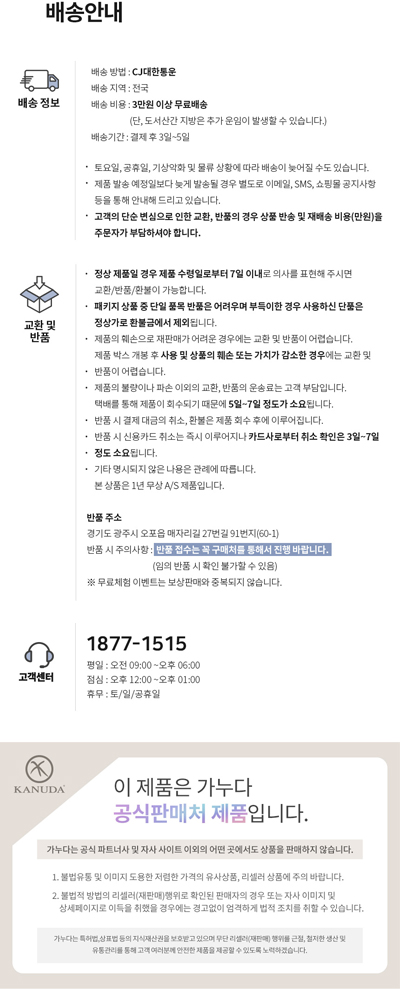 배송안내
배송 정보
배송 방법 : CJ대한통운
배송 지역 : 전국
배송 비용 : 3만원 이상 무료배송
(단, 도서산간 지방은 추가 운임이 발생할 수 있습니다.)
배송기간 : 결제 후 3일~5일
· 토요일, 공휴일, 기상악화 및 물류 상황에 따라 배송이 늦어질 수도 있습니다.
· 제품 발송 예정일보다 늦게 발송될 경우 별도로 이메일, SMS, 쇼핑몰 공지사항
등을 통해 안내해 드리고 있습니다.
· 고객의 단순 변심으로 인한 교환, 반품의 경우 상품 반송 및 재배송 비용(만원)을
주문자가 부담하셔야 합니다.
교환 및
반품
· 정상 제품일 경우 제품 수령일로부터 7일 이내로 의사를 표현해 주시면
교환/반품/환불이 가능합니다.
· 패키지 상품 중 단일 품목 반품은 어려우며 부득이한 경우 사용하신 단품은
정상가로 환불금에서 제외됩니다.
· 제품의 훼손으로 재판매가 어려운 경우에는 교환 및 반품이 어렵습니다.
제품 박스 개봉 후 사용 및 상품의 훼손 또는 가치가 감소한 경우에는 교환 및
· 반품이 어렵습니다.
· 제품의 불량이나 파손 이외의 교환, 반품의 운송료는 고객 부담입니다.
택배를 통해 제품이 회수되기 때문에 5일~7일 정도가 소요됩니다.
· 반품 시 결제 대금의 취소, 환불은 제품 회수 후에 이루어집니다.
· 반품 시 신용카드 취소는 즉시 이루어지나 카드사로부터 취소 확인은 3일~7일
· 정도 소요됩니다.
· 기타 명시되지 않은 나용은 관례에 따릅니다.
본 상품은 1년 무상 A/S 제품입니다.
반품 주소
경기도 광주시 오포읍 매자리길 27번길 91번지(60-1)
반품 시 주의사항 : 반품 접수는 꼭 구매처를 통해서 진행 바랍니다.
(임의 반품 시 확인 불가할 수 있음)
※ 무료체험 이벤트는 보상판매와 중복되지 않습니다.
고객센터
1877-1515
평일 : 오전 09:00 ~오후 06:00
점심 : 오후 12:00 ~오후 01:00
휴무 : 토/일/공휴일
KANUDA
이 제품은 가누다
공식판매처 제품입니다.
가누다는 공식 파트너사 및 자사 사이트 이외의 어떤 곳에서도 상품을 판매하지 않습니다.
1. 불법유통 및 이미지 도용한 저렴한 가격의 유사상품, 리셀러 상품에 주의 바랍니다.
2. 불법적 방법의 리셀러(재판매)행위로 확인된 판매자의 경우 또는 자사 이미지 및
상세페이지로 이득을 취했을 경우에는 경고없이 엄격하게 법적 조치를 취할 수 있습니다.
가누다는 특허법,상표법 등의 지식재산권을 보호받고 있으며 무단 리셀러(재판매) 행위를 근절, 철저한 생산 및
유통관리를 통해 고객 여러분께 안전한 제품을 제공할 수 있도록 노력하겠습니다.